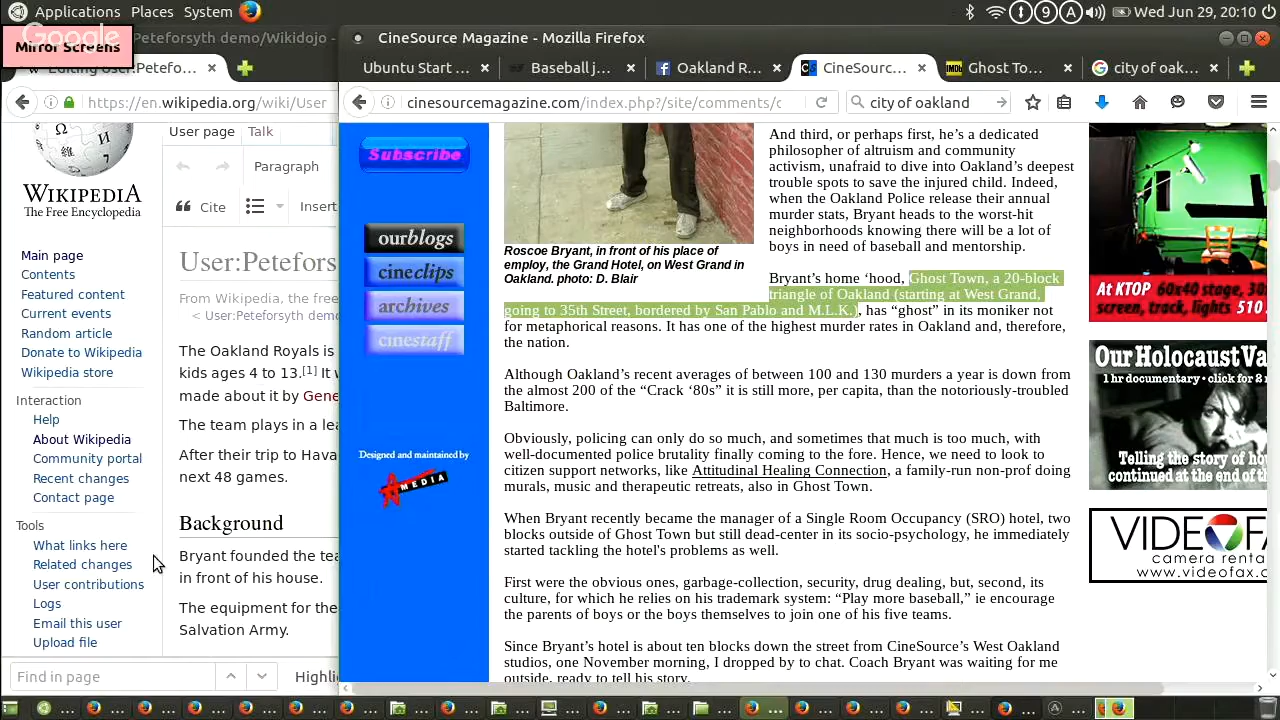 Applications Places System
Wed Jun 29, 20:10
Google
Mirror Screens
Peteforsyth demo/Wikidojo -
CineSource Magazine - Mozilla Firefox
Editing User:Petefo...
Ubuntu Start ...
Baseball j...
Oakland R...
CineSourc...
Ghost To...
city of oak...
https://en.wikipedia.org/wiki/User
cinesourcemagazine.com/index.php?/site/comments/c
city of oakland
WIKIPEDIA
The Free Encyclopedia
Main page
Contents
Featured content
Current events
Random article
Donate to Wikipedia
Wikipedia store
Interaction
Help
About Wikipedia
Community portal
Recent changes
Contact page
Tools
What links here
Related changes
User contributions
Logs
Email this user
Upload file
User page Talk
Paragraph
Cite
Insert
User:Petefors
From Wikipedia, the free
< User:Peteforsyth demo
The Oakland Royals is
kids ages 4 to 13.[1] It
made about it by Gene
The team plays in a lea
After their trip to Hava
next 48 games.
Background
Bryant founded the tea
in front of his house.
The equipment for the
Salvation Army.
Find in page
Highli
Subscribe
ourblogs
cineclips
archives
cinestaff
Designed and maintained by
MEDIA
Roscoe Bryant, in front of his place of
employ, the Grand Hotel, on West Grand in
Oakland. photo: D. Blair
And third, or perhaps first, he's a dedicated
philosopher of altruism and community
activism, unafraid to dive into Oakland's deepest
trouble spots to save the injured child. Indeed,
when the Oakland Police release their annual
murder stats, Bryant heads to the worst-hit
neighborhoods knowing there will be a lot of
boys in need of baseball and mentorship.
Bryant's home 'hood, Ghost Town, a 20-block
triangle of Oakland (starting at West Grand,
going to 35th Street, bordered by San Pablo and M.L.K.), has "ghost" in its moniker not
for metaphorical reasons. It has one of the highest murder rates in Oakland and, therefore,
the nation.
Although Oakland's recent averages of between 100 and 130 murders a year is down from
the almost 200 of the "Crack '80s" it is still more, per capita, than the notoriously-troubled
Baltimore.
Obviously, policing can only do so much, and sometimes that much is too much, with
well-documented police brutality finally coming to the fore. Hence, we need to look to
citizen support networks, like Attitudinal Healing Connection, a family-run non-prof doing
murals, music and therapeutic retreats, also in Ghost Town.
When Bryant recently became the manager of a Single Room Occupancy (SRO) hotel, two
blocks outside of Ghost Town but still dead-center in its socio-psychology, he immediately
started tackling the hotel's problems as well.
First were the obvious ones, garbage-collection, security, drug dealing, but, second, its
culture, for which he relies on his trademark system: "Play more baseball," ie encourage
the parents of boys or the boys themselves to join one of his five teams.
Since Bryant's hotel is about ten blocks down the street from CineSource's West Oakland
studios, one November morning, I dropped by to chat. Coach Bryant was waiting for me
outside, ready to tell his story.
At KTOP 60x40 stage, 30
screen, track, lights 510
Our Holocaust Va
1 hr documentary • click for 2
Telling the story of ho
continued at the end of th
VIDEOFA
camera renta
www.videofax.c